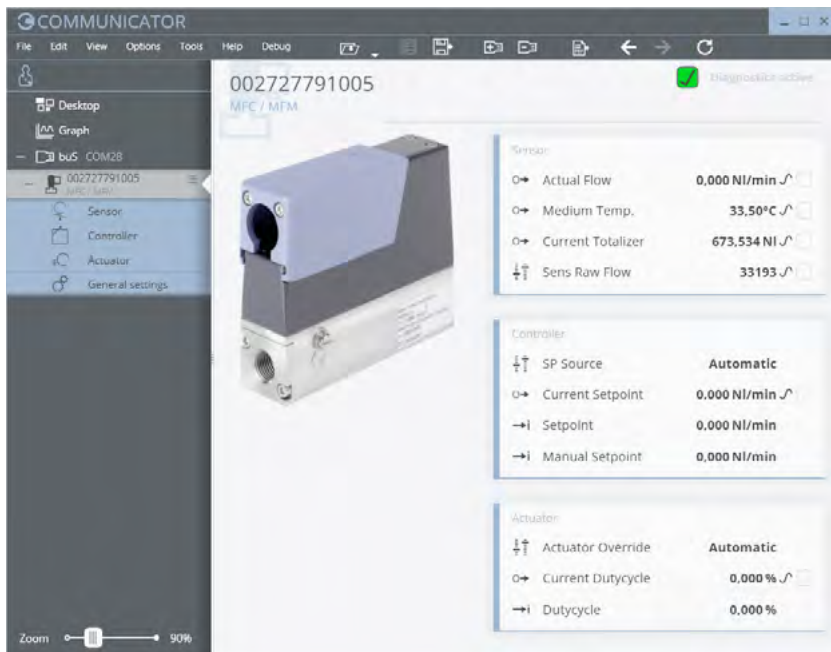 COMMUNICATOR
File Edit View Options Tools Help Debug
Desktop
Graph
buS COM28
002727791005
MFC / MFM
Sensor
Controller
Actuator
General settings
Zoom 90%
002727791005
MFC / MFM
Diagnostics active
Sensor
Actual Flow 0,000 Nl/min
Medium Temp. 33,50°C
Current Totalizer 673,534 Nl
Sens Raw Flow 33193
Controller
SP Source Automatic
Current Setpoint 0.000 Nl/min
Setpoint 0.000 Nl/min
Manual Setpoint 0,000 Nl/min
Actuator
Actuator Override Automatic
Current Dutycycle 0,000 %
Dutycycle 0.000 %